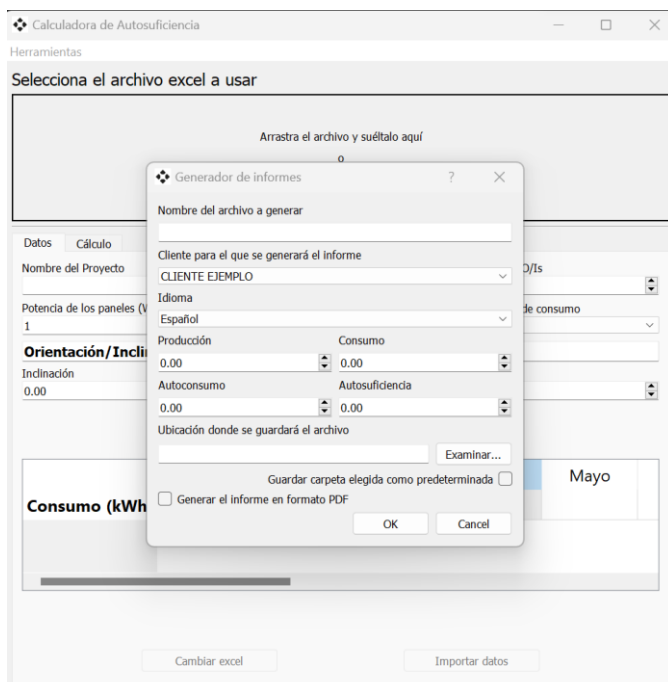 Calculadora de Autosuficiencia
Herramientas
Selecciona el archivo excel a usar
Arrastra el archivo y suéltalo aquí
o
Generador de informes ?
Nombre del archivo a generar
Cliente para el que se generará el informe
CLIENTE EJEMPLO
Idioma
Español
Producción Consumo
0.00 0.00
Autoconsumo Autosuficiencia
0.00 0.00
Ubicación donde se guardará el archivo
Examinar...
Guardar carpeta elegida como predeterminada
Generar el informe en formato PDF
OK Cancel
Datos Cálculo
Nombre del Proyecto O/Is
Potencia de los paneles (W de consumo
1
Orientación/Incli
Inclinación
0.00
Mayo
Consumo (kWh
Cambiar excel Importar datos